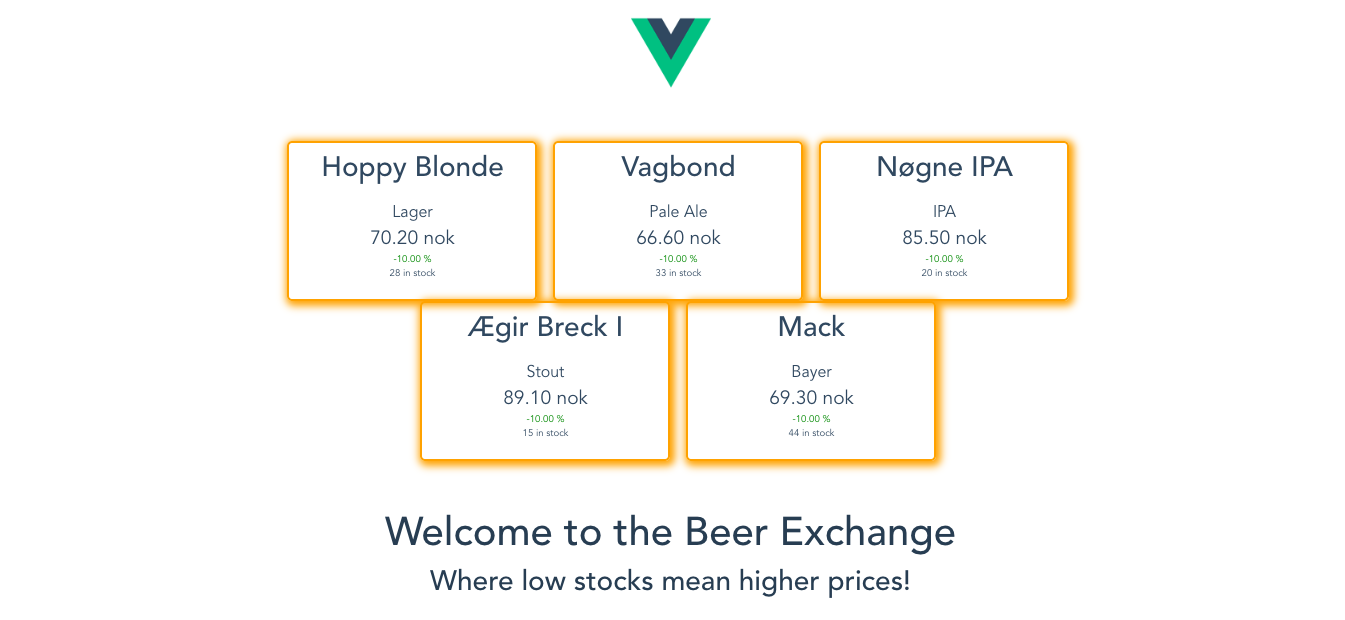 Hoppy Blonde
Lager
70.20 nok
-10.00 %
28 in stock
Vagbond
Pale Ale
66.60 nok
-10.00 %
33 in stock
Nøgne IPA
IPA
85.50 nok
-10.00 %
20 in stock
Ægir Breck I
Stout
89.10 nok
-10.00 %
15 in stock
Mack
Bayer
69.30 nok
-10.00 %
44 in stock
Welcome to the Beer Exchange
Where low stocks mean higher prices!